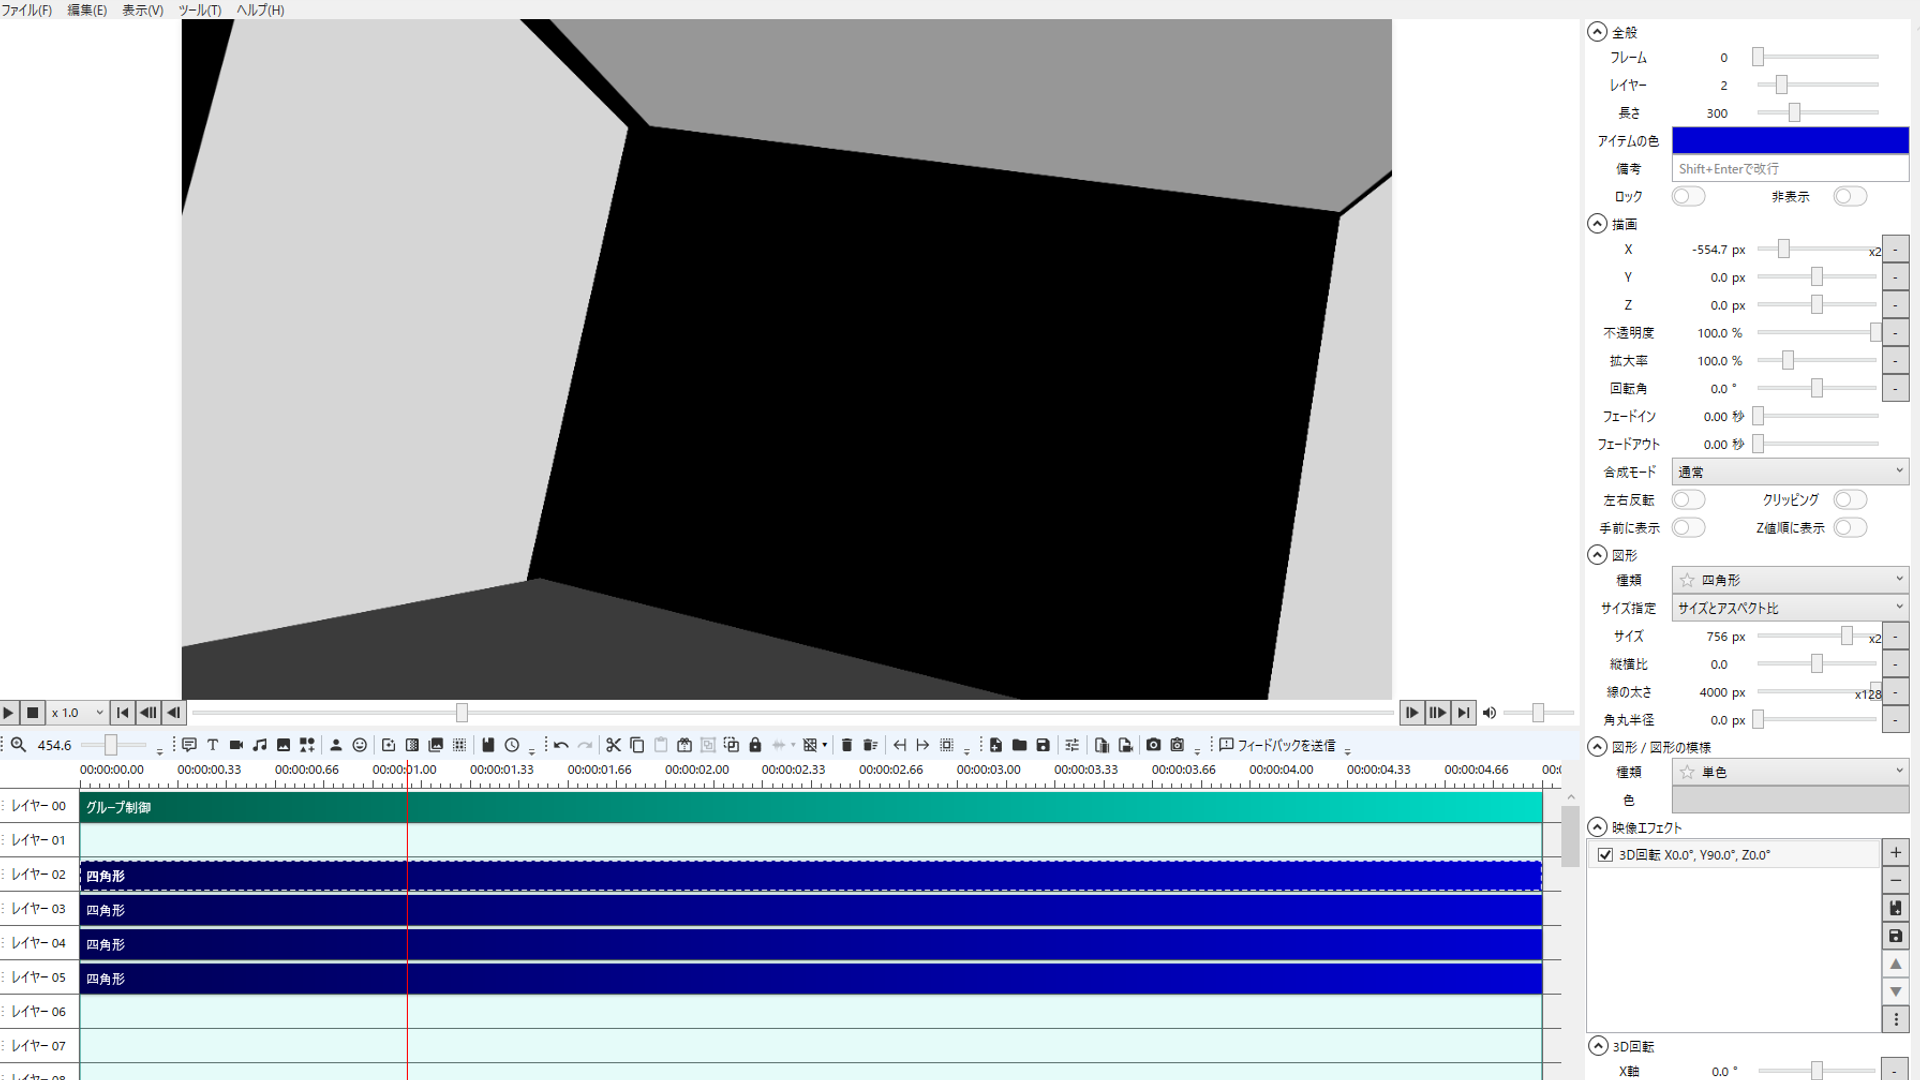 ファイル(F) 編集(E) 表示(V) ツール(T) ヘルプ(H)
全般
フレーム 0
レイヤー 2
長さ 300
アイテムの色
備考 Shift+Enterで改行
ロック 非表示
描画
X -554.7 px x2 -
Y 0.0 px -
Z 0.0 px -
不透明度 100.0 % -
拡大率 100.0 % -
回転角 0.0 ° -
フェードイン 0.00 秒
フェードアウト 0.00 秒
合成モード 通常
左右反転 クリッピング
手前に表示 Z値順に表示
図形
種類 四角形
サイズ指定 サイズとアスペクト比
サイズ 756 px x2 -
縦横比 0.0 -
線の太さ 4000 px x128 -
角丸半径 0.0 px -
図形 / 図形の模様
種類 単色
色
映像エフェクト
3D回転 X0.0°, Y90.0°, Z0.0°
3D回転
X軸 0.0 ° -
x 1.0
454.6 フィードバックを送信
00:00:00.00 00:00:00.33 00:00:00.66 00:00:01.00 00:00:01.33 00:00:01.66 00:00:02.00 00:00:02.33 00:00:02.66 00:00:03.00 00:00:03.33 00:00:03.66 00:00:04.00 00:00:04.33 00:00:04.66 00:0
レイヤー 00 グループ制御
レイヤー 01
レイヤー 02 四角形
レイヤー 03 四角形
レイヤー 04 四角形
レイヤー 05 四角形
レイヤー 06
レイヤー 07
レイヤー 08